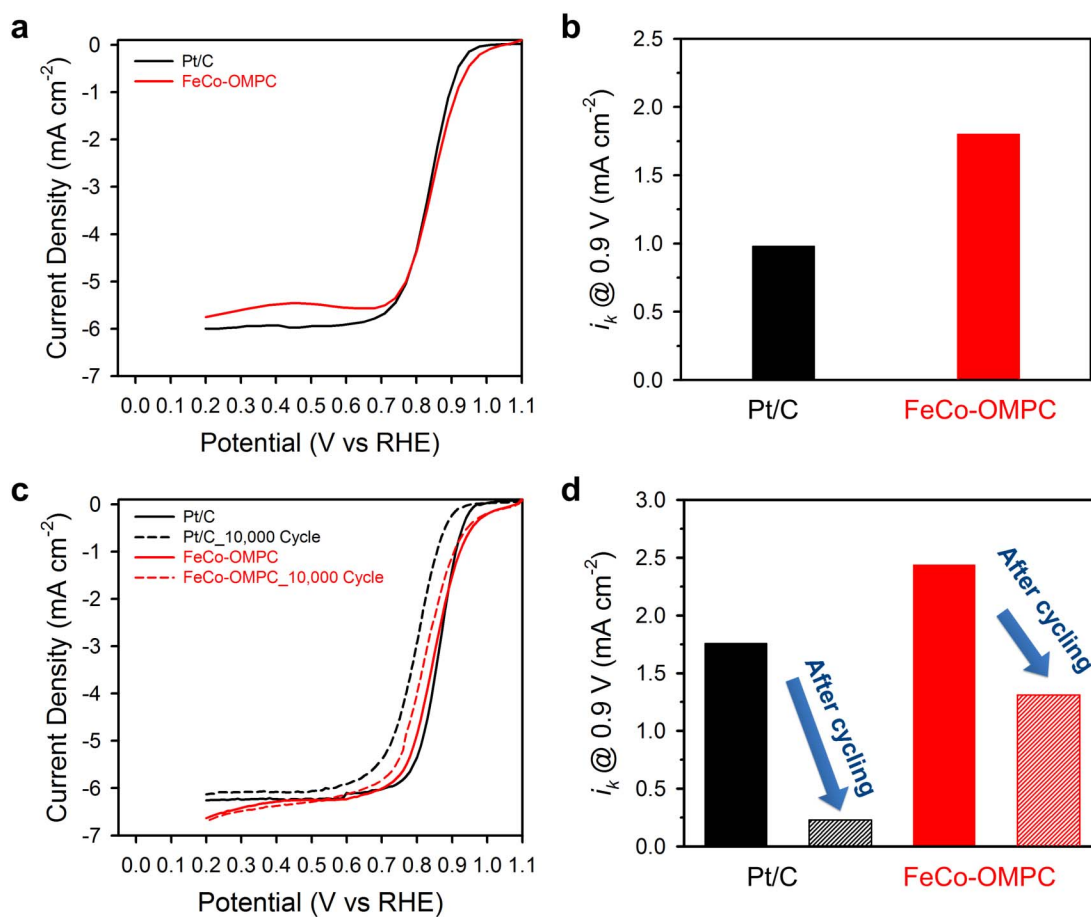 a
0
-1
-2
-3
-4
-5
-6
-7
Current Density (mA cm⁻²)
Pt/C
FeCo-OMPC
0.0 0.1 0.2 0.3 0.4 0.5 0.6 0.7 0.8 0.9 1.0 1.1
Potential (V vs RHE)
b
2.5
2.0
1.5
1.0
0.5
0.0
iₖ @ 0.9 V (mA cm⁻²)
Pt/C FeCo-OMPC
c
0
-1
-2
-3
-4
-5
-6
-7
Current Density (mA cm⁻²)
Pt/C
Pt/C_10,000 Cycle
FeCo-OMPC
FeCo-OMPC_10,000 Cycle
0.0 0.1 0.2 0.3 0.4 0.5 0.6 0.7 0.8 0.9 1.0 1.1
Potential (V vs RHE)
d
3.0
2.5
2.0
1.5
1.0
0.5
0.0
iₖ @ 0.9 V (mA cm⁻²)
After cycling
After cycling
Pt/C FeCo-OMPC